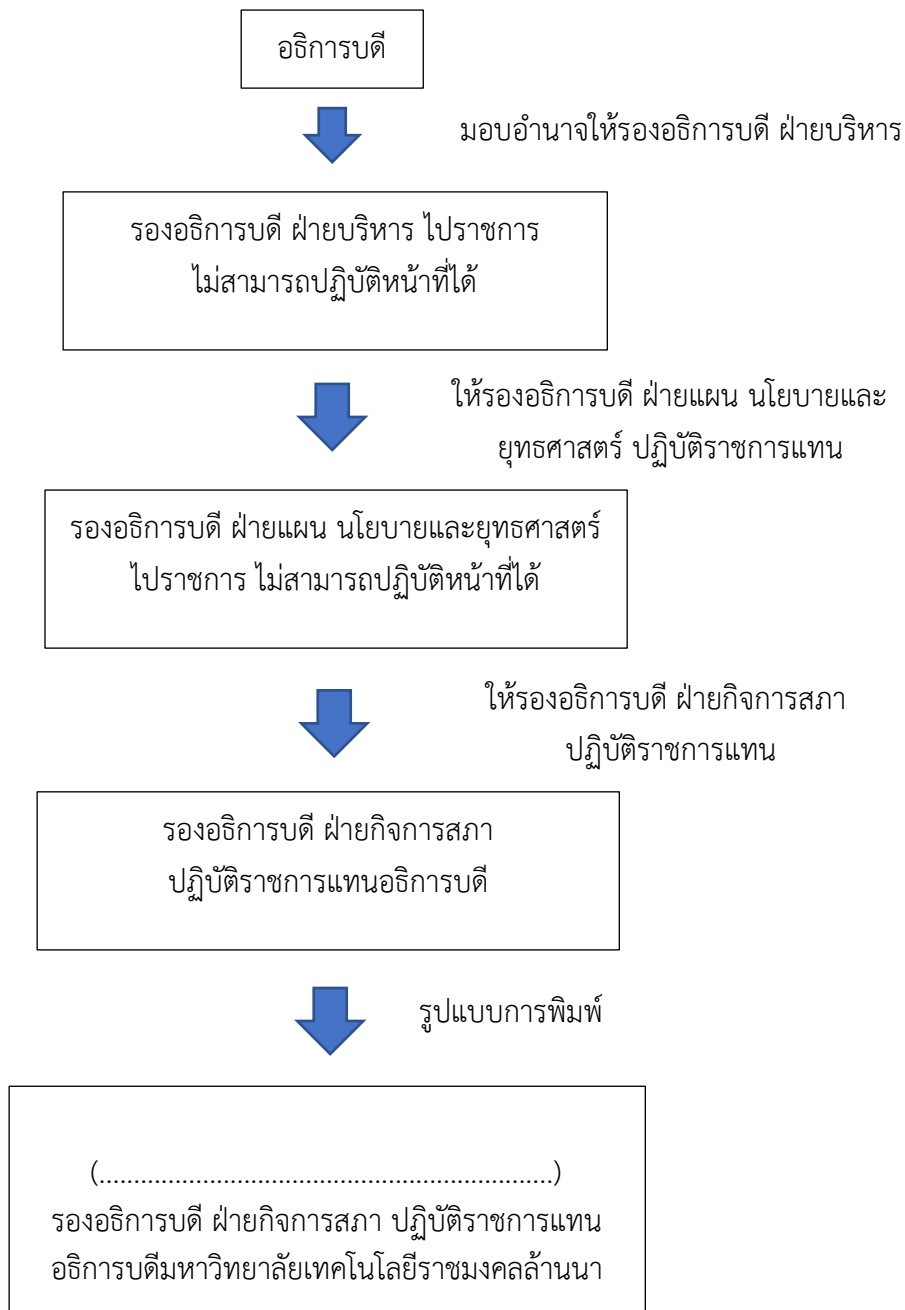 อธิการบดี
มอบอำนาจให้รองอธิการบดี ฝ่ายบริหาร
รองอธิการบดี ฝ่ายบริหาร ไปราชการ
ไม่สามารถปฏิบัติหน้าที่ได้
ให้รองอธิการบดี ฝ่ายแผน นโยบายและ
ยุทธศาสตร์ ปฏิบัติราชการแทน
รองอธิการบดี ฝ่ายแผน นโยบายและยุทธศาสตร์
ไปราชการ ไม่สามารถปฏิบัติหน้าที่ได้
ให้รองอธิการบดี ฝ่ายกิจการสภา
ปฏิบัติราชการแทน
รองอธิการบดี ฝ่ายกิจการสภา
ปฏิบัติราชการแทนอธิการบดี
รูปแบบการพิมพ์
(..................................................................)
รองอธิการบดี ฝ่ายกิจการสภา ปฏิบัติราชการแทน
อธิการบดีมหาวิทยาลัยเทคโนโลยีราชมงคลล้านนา